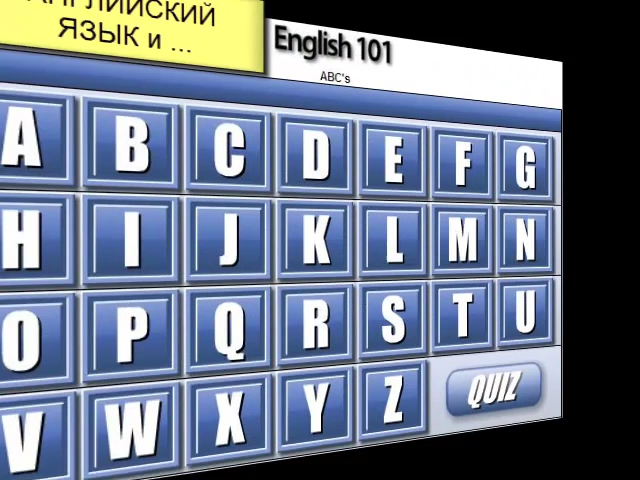 АНГЛИЙСКИЙ
ЯЗЫК и ...
English 101
ABC's
A B C D E F G
H I J K L M N
O P Q R S T U
V W X Y Z QUIZ